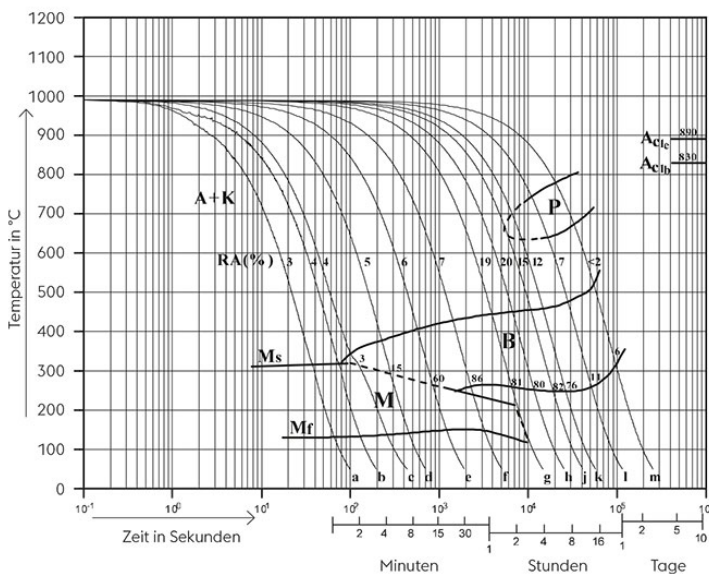 1200
1100
1000
900
800
700
600
500
400
300
200
100
0
Temperatur in °C
Ac1e 890
Ac1b 830
A+K
P
RA(%) 3 4 4 5 6 7 19 20 15 12 7 <2
B
Ms
3 15 60 86 81 80 82 76 11 6
M
Mf
a b c d e f g h j k l m
10-1 100 101 102 103 104 105 106
Zeit in Sekunden
2 4 8 15 30
Minuten
1 2 4 8 16
Stunden
1 2 5 10
Tage